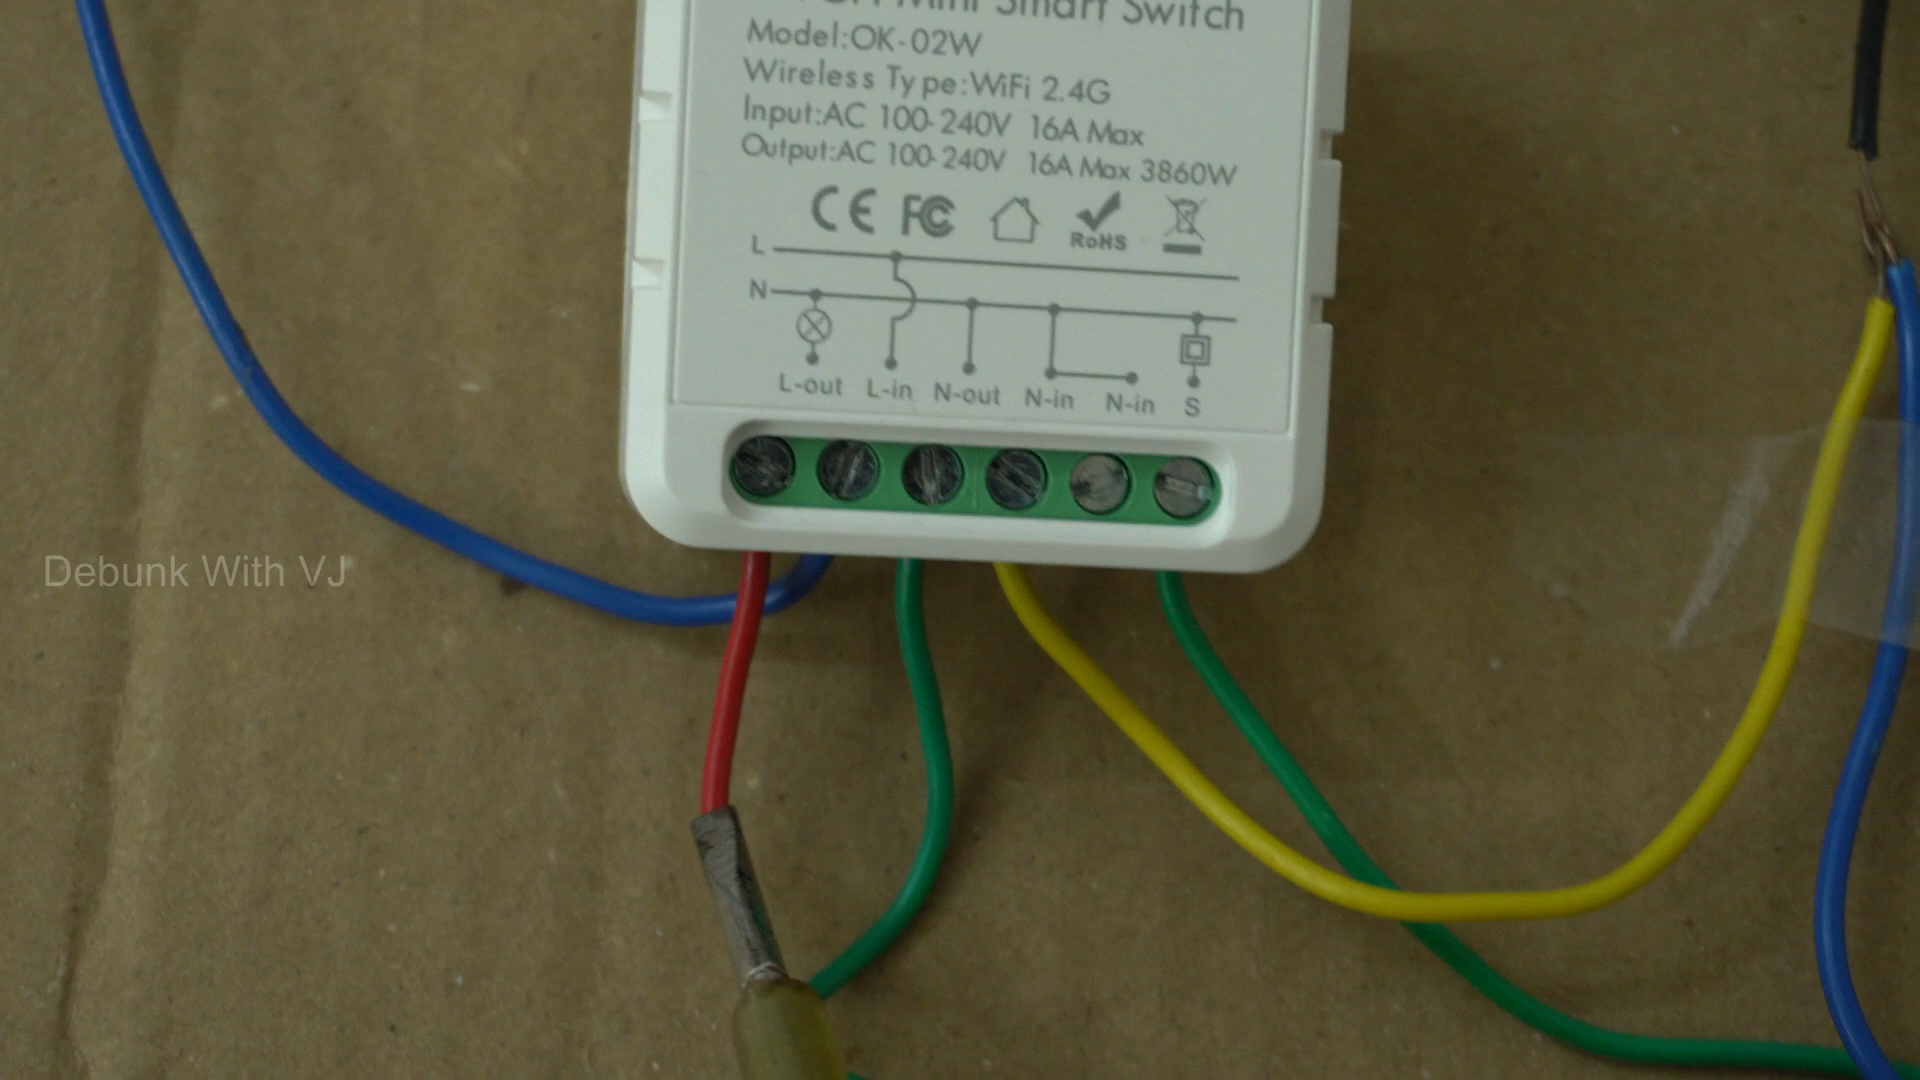 Mini Smart Switch
Model:OK-02W
Wireless Type:WiFi 2.4G
Input:AC 100-240V 16A Max
Output:AC 100-240V 16A Max 3860W
CE FC RoHS
L
N
L-out L-in N-out N-in N-in S
Debunk With VJ